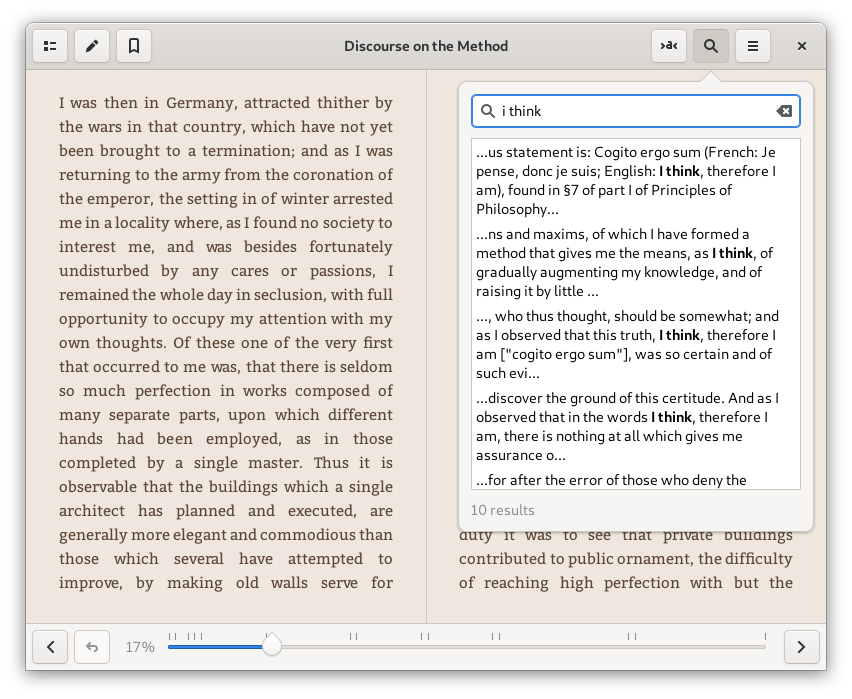 Discourse on the Method
>a<
I was then in Germany, attracted thither by
the wars in that country, which have not yet
been brought to a termination; and as I was
returning to the army from the coronation of
the emperor, the setting in of winter arrested
me in a locality where, as I found no society to
interest me, and was besides fortunately
undisturbed by any cares or passions, I
remained the whole day in seclusion, with full
opportunity to occupy my attention with my
own thoughts. Of these one of the very first
that occurred to me was, that there is seldom
so much perfection in works composed of
many separate parts, upon which different
hands had been employed, as in those
completed by a single master. Thus it is
observable that the buildings which a single
architect has planned and executed, are
generally more elegant and commodious than
those which several have attempted to
improve, by making old walls serve for
i think
...us statement is: Cogito ergo sum (French: Je
pense, donc je suis; English: I think, therefore I
am), found in §7 of part I of Principles of
Philosophy...
...ns and maxims, of which I have formed a
method that gives me the means, as I think, of
gradually augmenting my knowledge, and of
raising it by little ...
..., who thus thought, should be somewhat; and
as I observed that this truth, I think, therefore I
am ["cogito ergo sum"], was so certain and of
such evi...
...discover the ground of this certitude. And as I
observed that in the words I think, therefore I
am, there is nothing at all which gives me
assurance o...
...for after the error of those who deny the
10 results
duty it was to see that private buildings
contributed to public ornament, the difficulty
of reaching high perfection with but the
17%